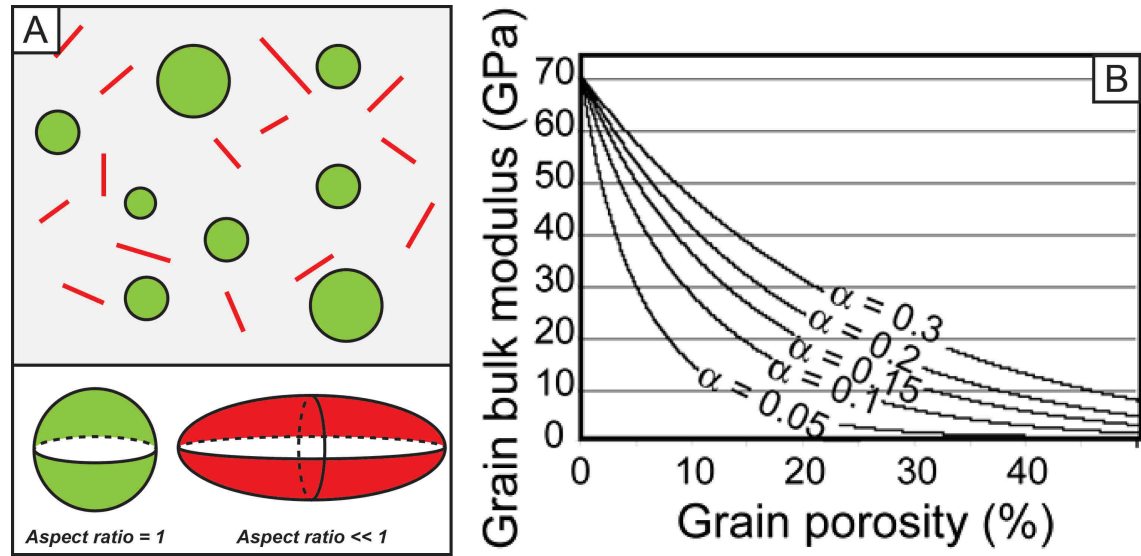 A
Aspect ratio = 1
Aspect ratio << 1
B
Grain bulk modulus (GPa)
70
60
50
40
30
20
10
0
α = 0.3
α = 0.2
α = 0.15
α = 0.1
α = 0.05
0
10
20
30
40
Grain porosity (%)